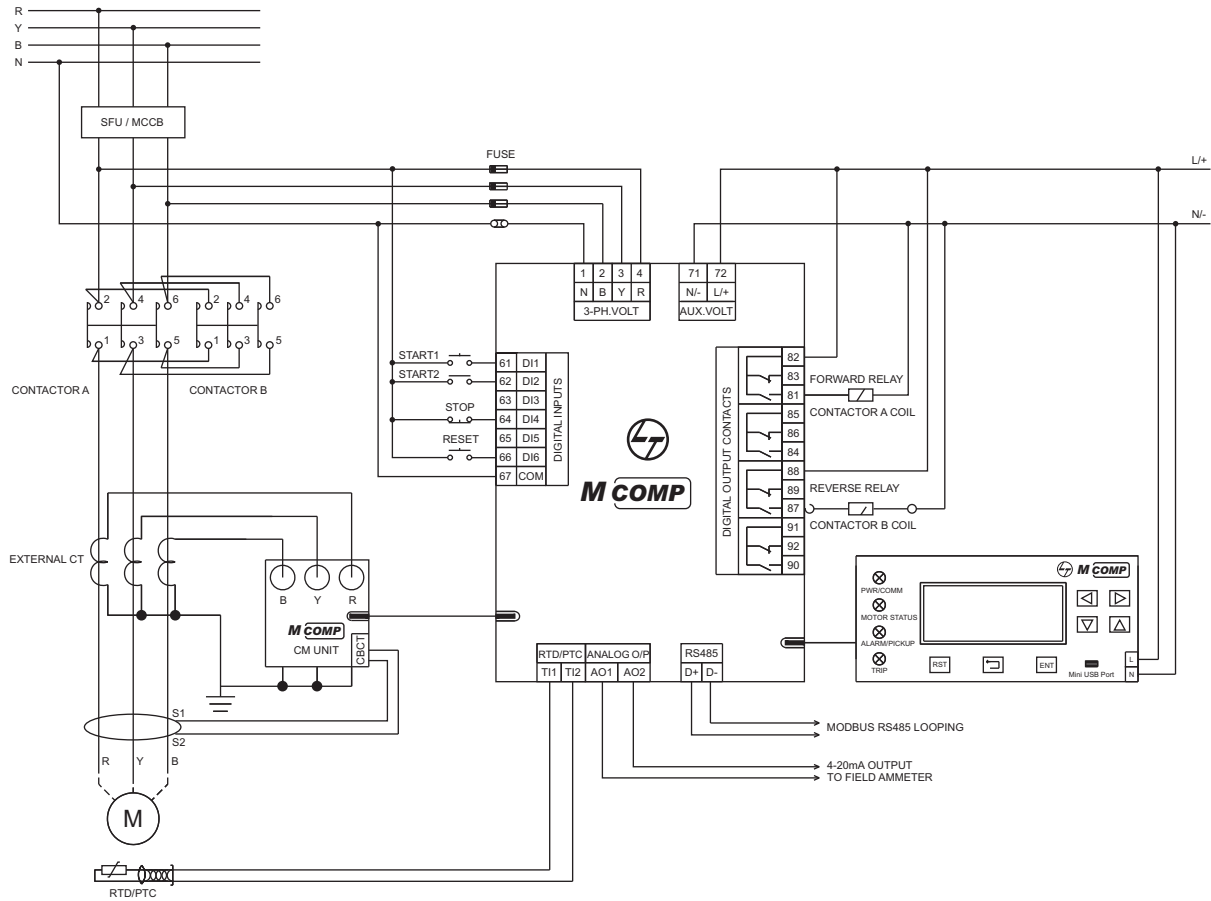 R
Y
B
N
SFU / MCCB
FUSE
L/+
N/-
1 2 3 4
N B Y R
3-PH.VOLT
71 72
N/- L/+
AUX.VOLT
2 4 6 2 4 6
1 3 5 1 3 5
CONTACTOR A
CONTACTOR B
START1
START2
STOP
RESET
61 DI1
62 DI2
63 DI3
64 DI4
65 DI5
66 DI6
67 COM
DIGITAL INPUTS
LT
M COMP
DIGITAL OUTPUT CONTACTS
82
83
81
85
86
84
88
89
87
91
92
90
FORWARD RELAY
CONTACTOR A COIL
REVERSE RELAY
CONTACTOR B COIL
EXTERNAL CT
B Y R
M COMP
CM UNIT
CBCT
LT M COMP
PWR/COMM
MOTOR STATUS
ALARM/PICKUP
TRIP
RST
ENT
Mini USB Port
L
N
RTD/PTC ANALOG O/P
TI1 TI2 AO1 AO2
RS485
D+ D-
S1
S2
R Y B
M
MODBUS RS485 LOOPING
4-20mA OUTPUT
TO FIELD AMMETER
RTD/PTC